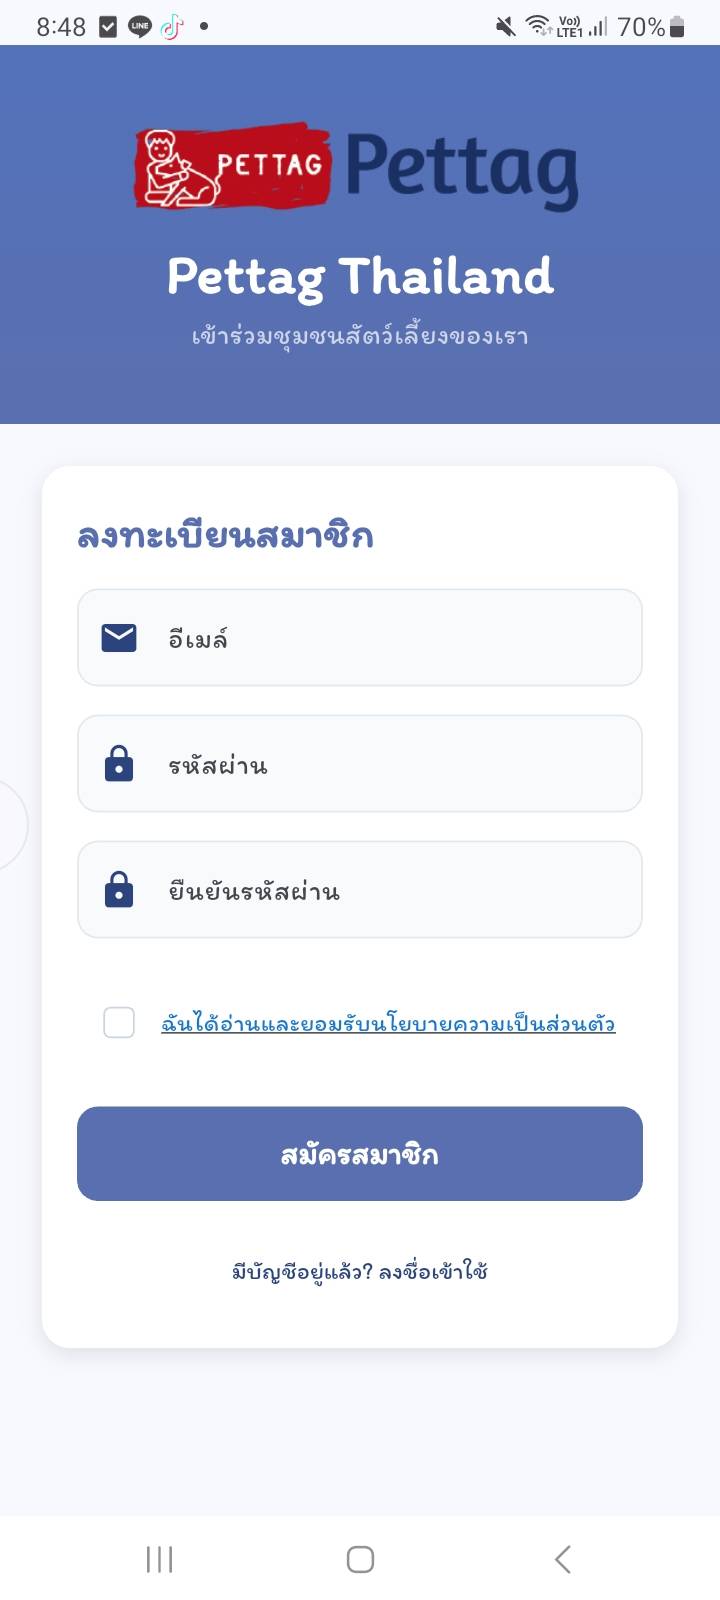 8:48 LINE Vo)) LTE1 70%
PETTAG Pettag
Pettag Thailand
เข้าร่วมชุมชนสัตว์เลี้ยงของเรา
ลงทะเบียนสมาชิก
อีเมล์
รหัสผ่าน
ยืนยันรหัสผ่าน
ฉันได้อ่านและยอมรับนโยบายความเป็นส่วนตัว
สมัครสมาชิก
มีบัญชีอยู่แล้ว? ลงชื่อเข้าใช้